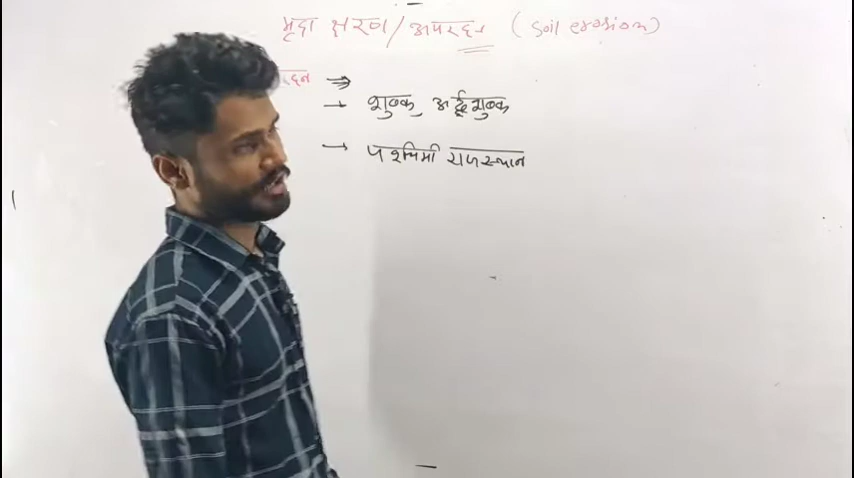 मृदा क्षरण/अपरदन (Soil erosion)
→ शुष्क, अर्द्धशुष्क
→ पश्चिमी राजस्थान